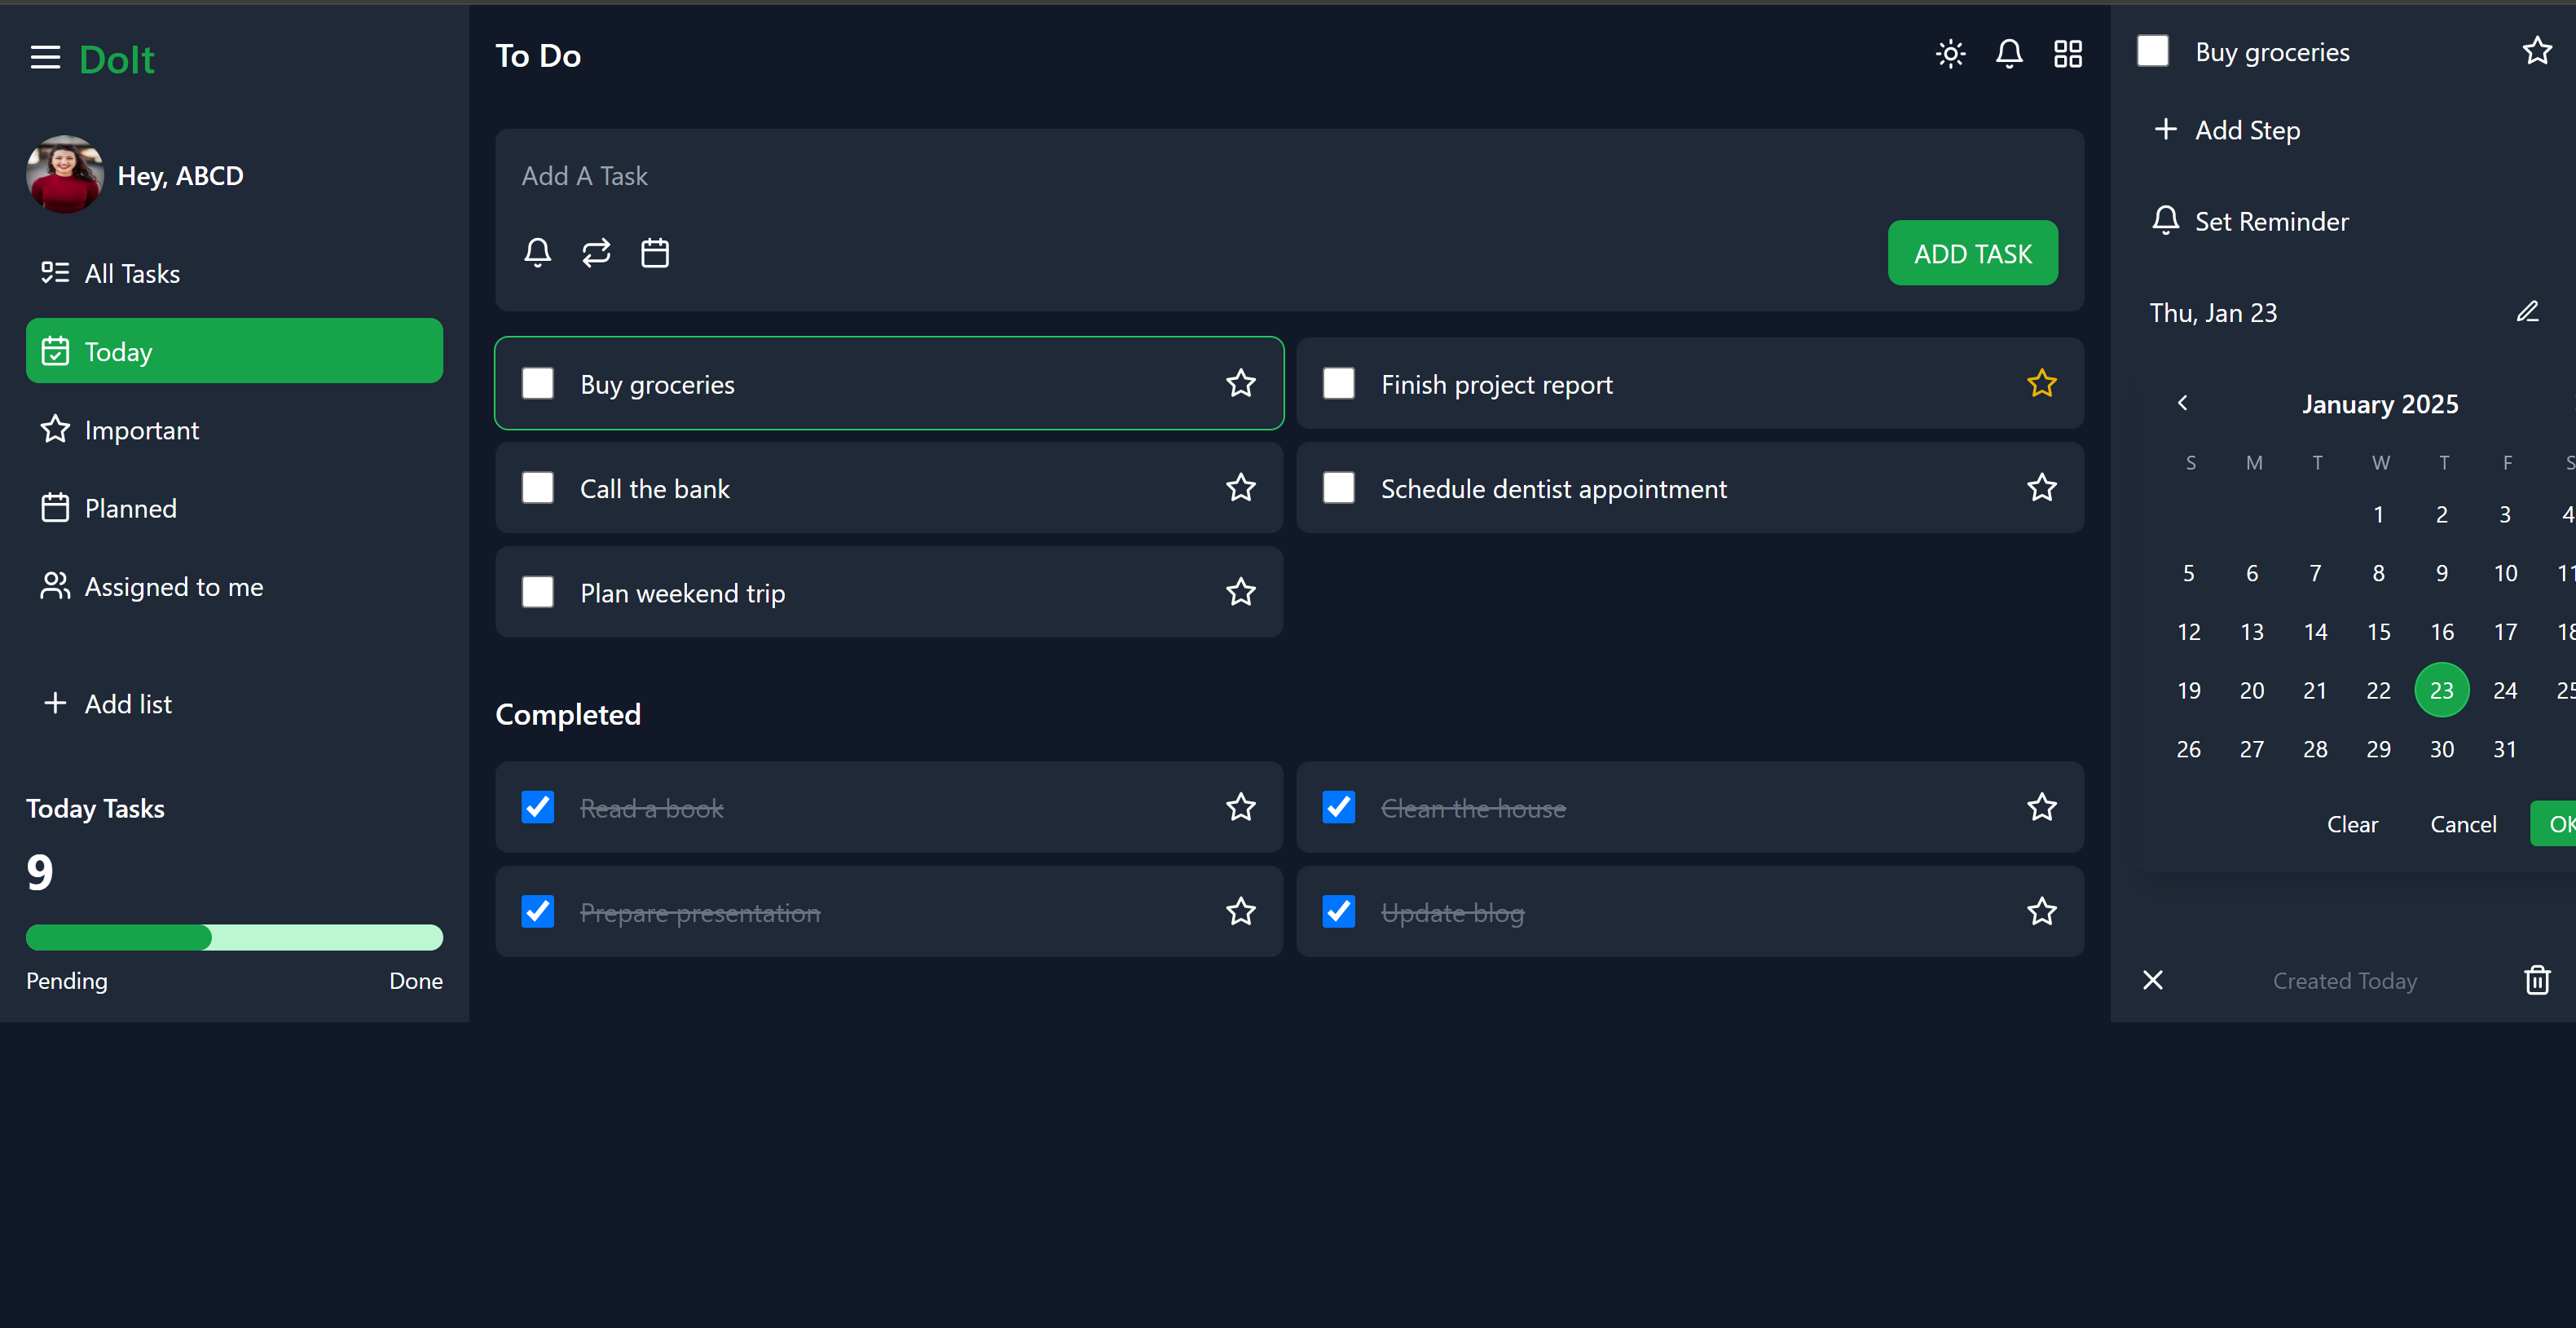 DoIt
Hey, ABCD
All Tasks
Today
Important
Planned
Assigned to me
Add list
Today Tasks
9
Pending Done
To Do
Add A Task
ADD TASK
Buy groceries
Finish project report
Call the bank
Schedule dentist appointment
Plan weekend trip
Completed
Read a book
Clean the house
Prepare presentation
Update blog
Buy groceries
Add Step
Set Reminder
Thu, Jan 23
January 2025
S M T W T F S
1 2 3 4
5 6 7 8 9 10 11
12 13 14 15 16 17 18
19 20 21 22 23 24 25
26 27 28 29 30 31
Clear Cancel OK
Created Today